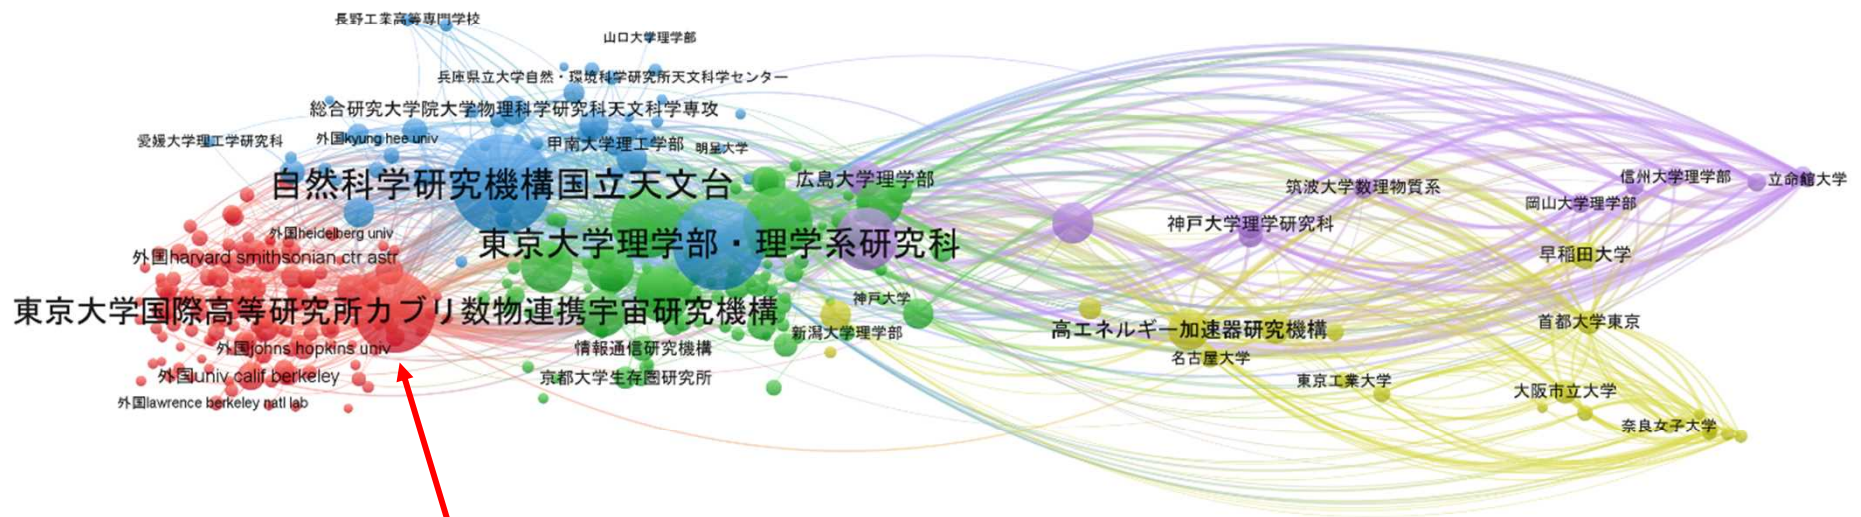 長野工業高等専門学校
山口大学理学部
兵庫県立大学自然・環境科学研究所天文科学センター
総合研究大学院大学物理科学研究科天文科学専攻
愛媛大学理工学研究科
外国kyung hee univ
甲南大学理工学部
明星大学
自然科学研究機構国立天文台
広島大学理学部
筑波大学数理物質系
信州大学理学部
立命館大学
岡山大学理学部
神戸大学理学研究科
外国heidelberg univ
東京大学理学部・理学系研究科
外国harvard smithsonian ctr astr
早稲田大学
神戸大学
東京大学国際高等研究所カブリ数物連携宇宙研究機構
新潟大学理学部
高エネルギー加速器研究機構
首都大学東京
外国johns hopkins univ
情報通信研究機構
名古屋大学
外国univ calif berkeley
京都大学生存圏研究所
東京工業大学
大阪市立大学
外国lawrence berkeley natl lab
奈良女子大学